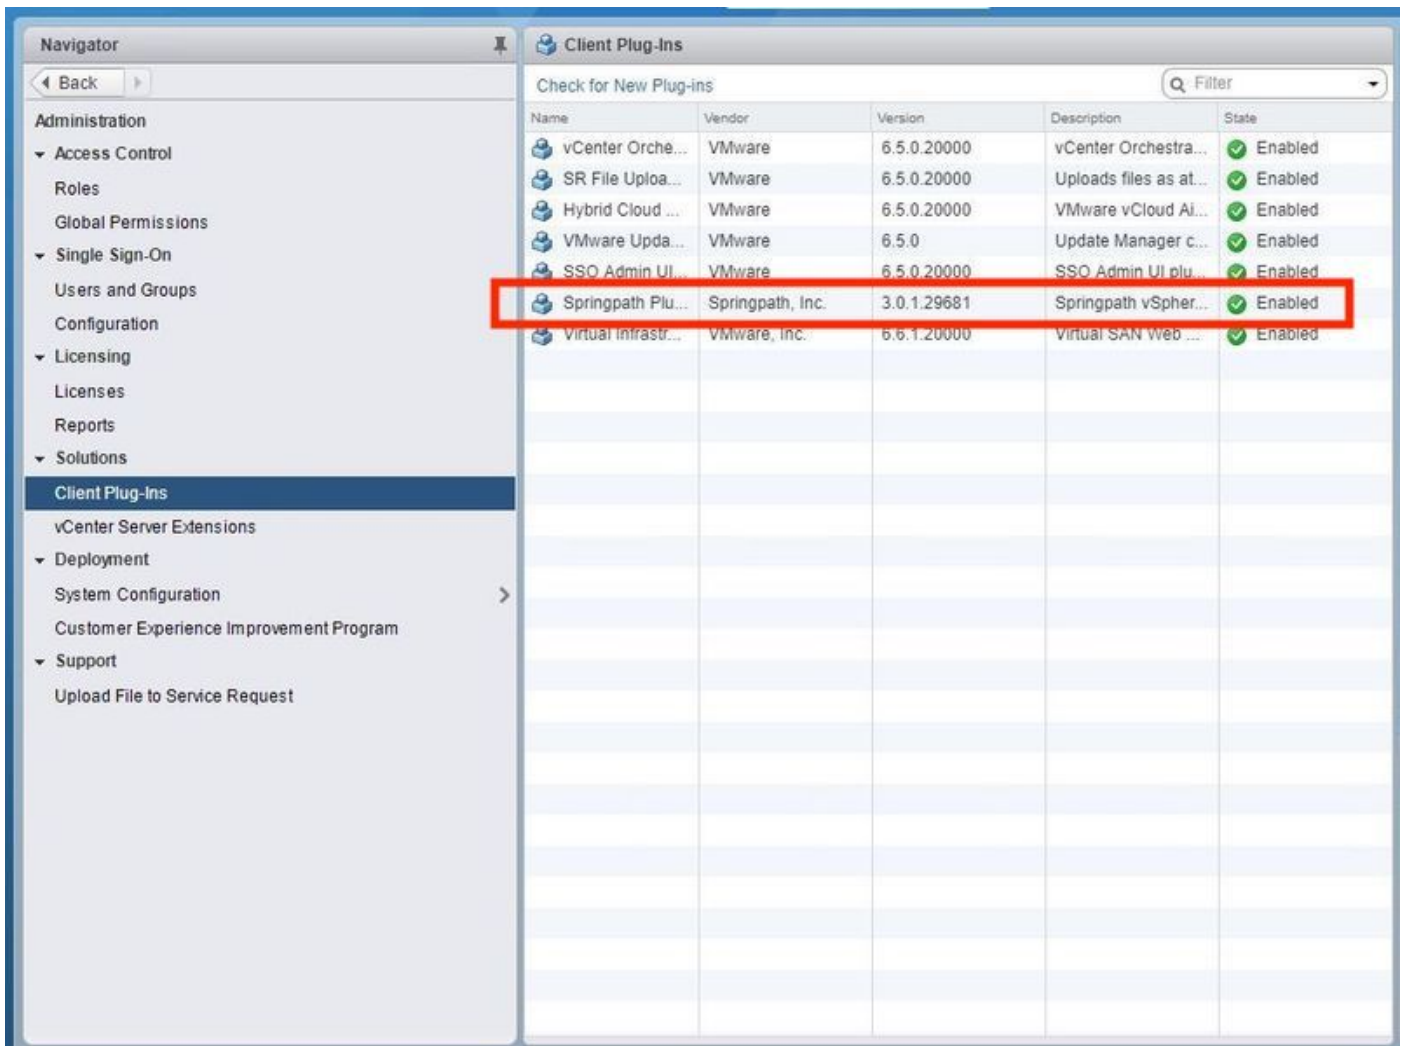 Navigator
Back
Administration
Access Control
Roles
Global Permissions
Single Sign-On
Users and Groups
Configuration
Licensing
Licenses
Reports
Solutions
Client Plug-Ins
vCenter Server Extensions
Deployment
System Configuration
Customer Experience Improvement Program
Support
Upload File to Service Request
Client Plug-Ins
Check for New Plug-ins Filter
Name Vendor Version Description State
vCenter Orche... VMware 6.5.0.20000 vCenter Orchestra... Enabled
SR File Uploa... VMware 6.5.0.20000 Uploads files as at... Enabled
Hybrid Cloud ... VMware 6.5.0.20000 VMware vCloud Ai... Enabled
VMware Upda... VMware 6.5.0 Update Manager c... Enabled
SSO Admin UI... VMware 6.5.0.20000 SSO Admin UI plu... Enabled
Springpath Plu... Springpath, Inc. 3.0.1.29681 Springpath vSpher... Enabled
Virtual Infrastr... VMware, Inc. 6.6.1.20000 Virtual SAN Web ... Enabled